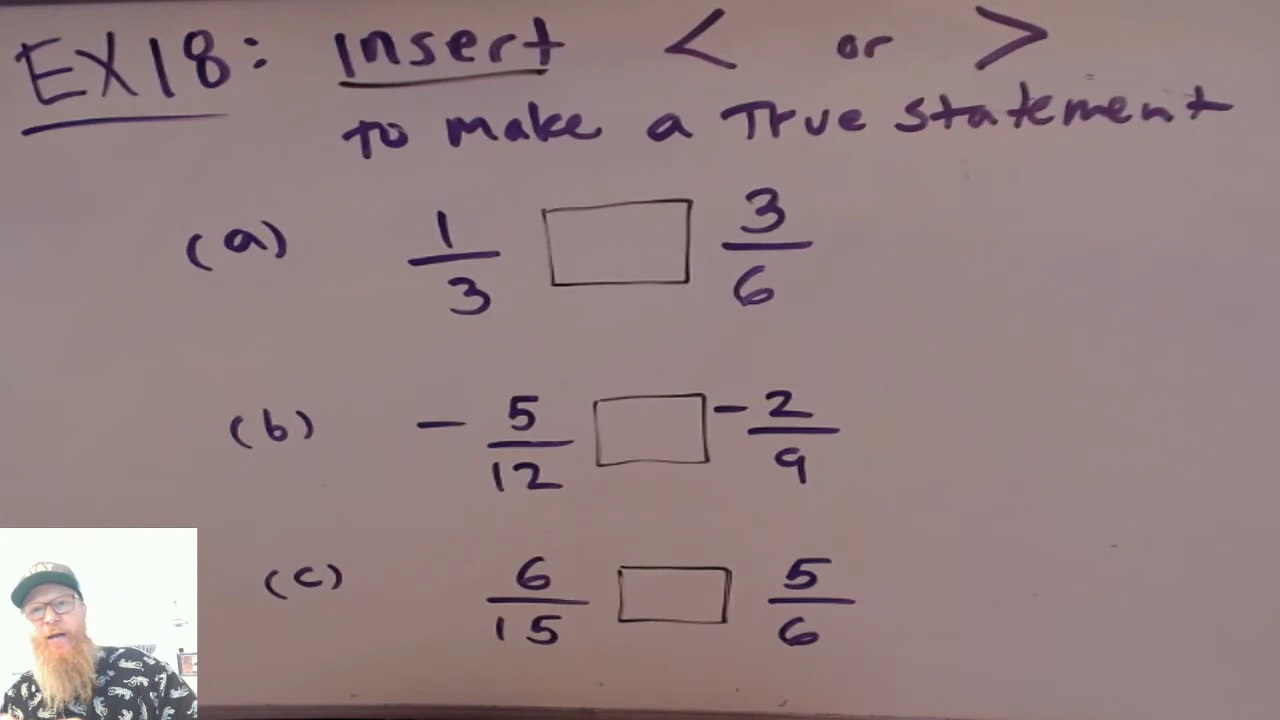 EX18: Insert < or >
to make a True statement
(a) 1/3 □ 3/6
(b) - 5/12 □ - 2/9
(c) 6/15 □ 5/6